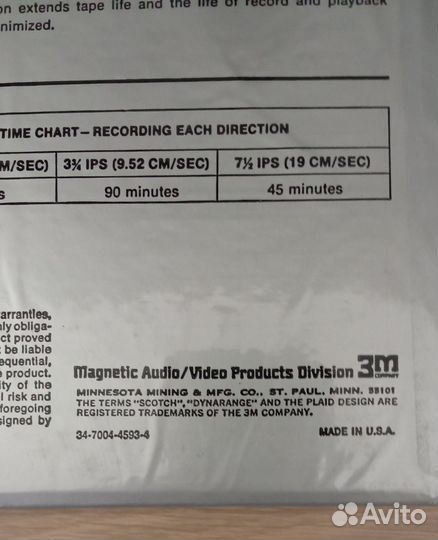 on extends tape life and the life of record and playback
nimized.
TIME CHART—RECORDING EACH DIRECTION
M/SEC) 3¾ IPS (9.52 CM/SEC) 7½ IPS (19 CM/SEC)
s 90 minutes 45 minutes
arranties,
nly obliga-
ct proved
t be liable
equential,
product.
ity of the
l risk and
foregoing
signed by
Magnetic Audio/Video Products Division 3M
COMPANY
MINNESOTA MINING & MFG. CO., ST. PAUL, MINN. 55101
THE TERMS "SCOTCH", "DYNARANGE" AND THE PLAID DESIGN ARE
REGISTERED TRADEMARKS OF THE 3M COMPANY.
34-7004-4593-4 MADE IN U.S.A.
Avito